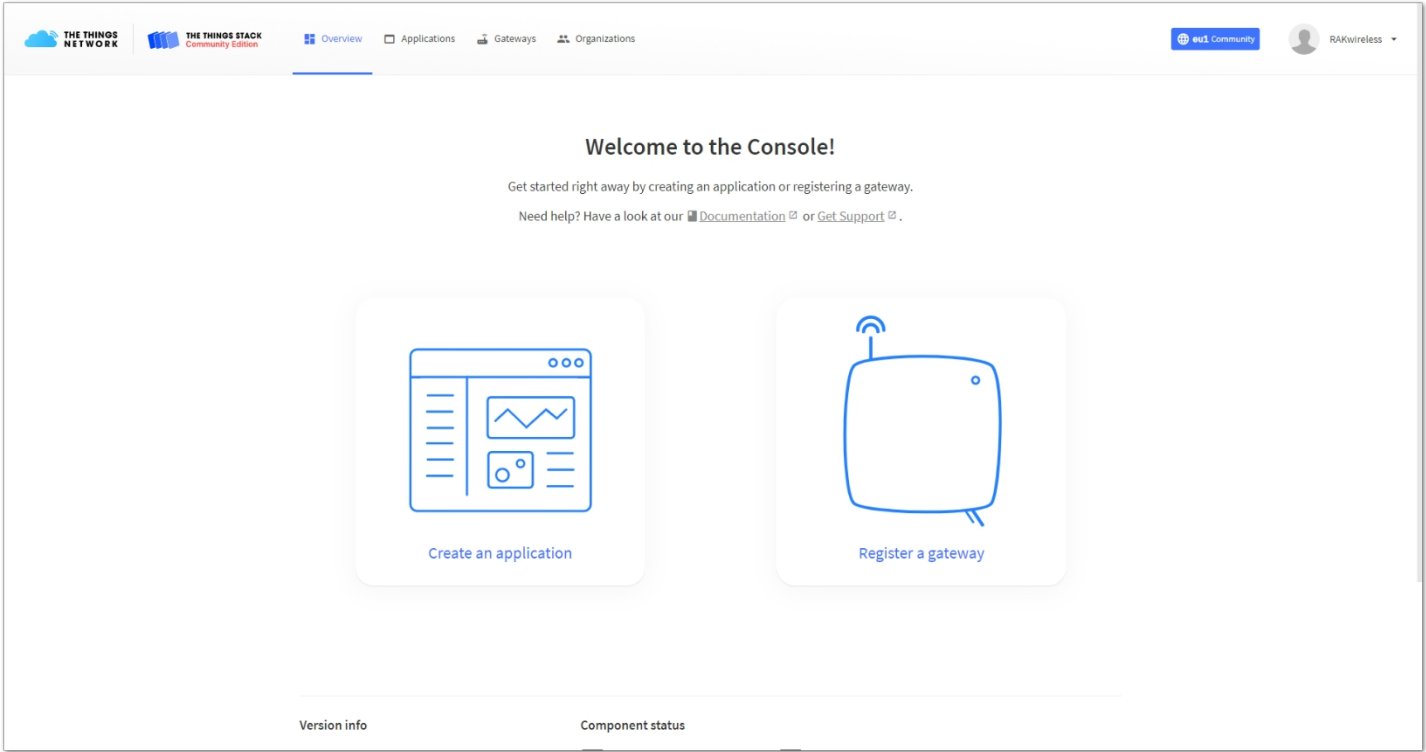 THE THINGS
NETWORK
THE THINGS STACK
Community Edition
Overview
Applications
Gateways
Organizations
eu1 Community
RAKwireless
Welcome to the Console!
Get started right away by creating an application or registering a gateway.
Need help? Have a look at our Documentation or Get Support .
Create an application
Register a gateway
Version info
Component status